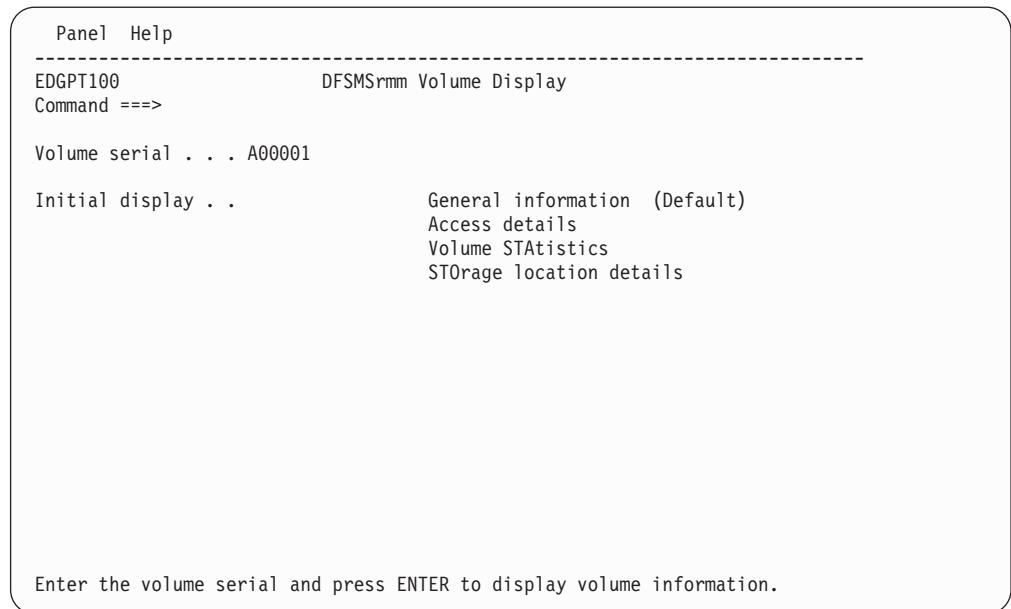 Panel Help
------------------------------------------------------------------------------
EDGPT100 DFSMSrmm Volume Display
Command ===>
Volume serial . . . A00001
Initial display . . General information (Default)
Access details
Volume STAtistics
STOrage location details
Enter the volume serial and press ENTER to display volume information.